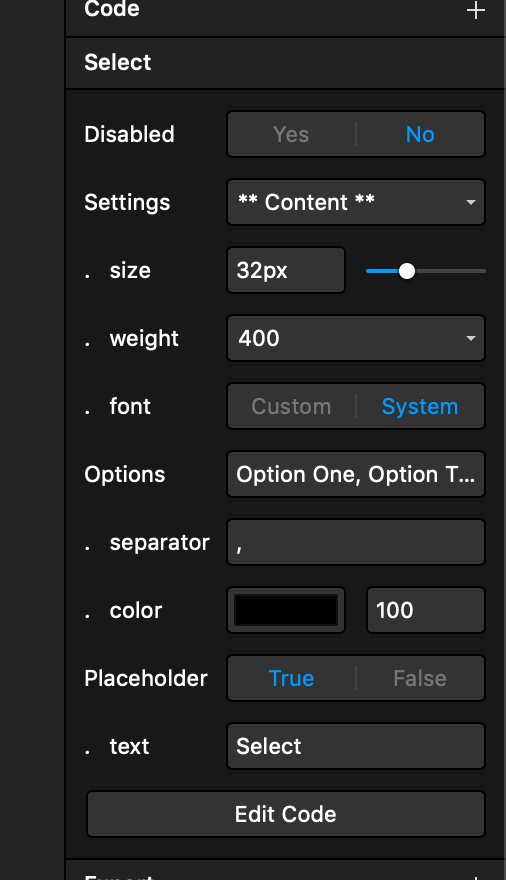 Code
Select
Disabled Yes No
Settings ** Content **
. size 32px
. weight 400
. font Custom System
Options Option One, Option T...
. separator ,
. color 100
Placeholder True False
. text Select
Edit Code